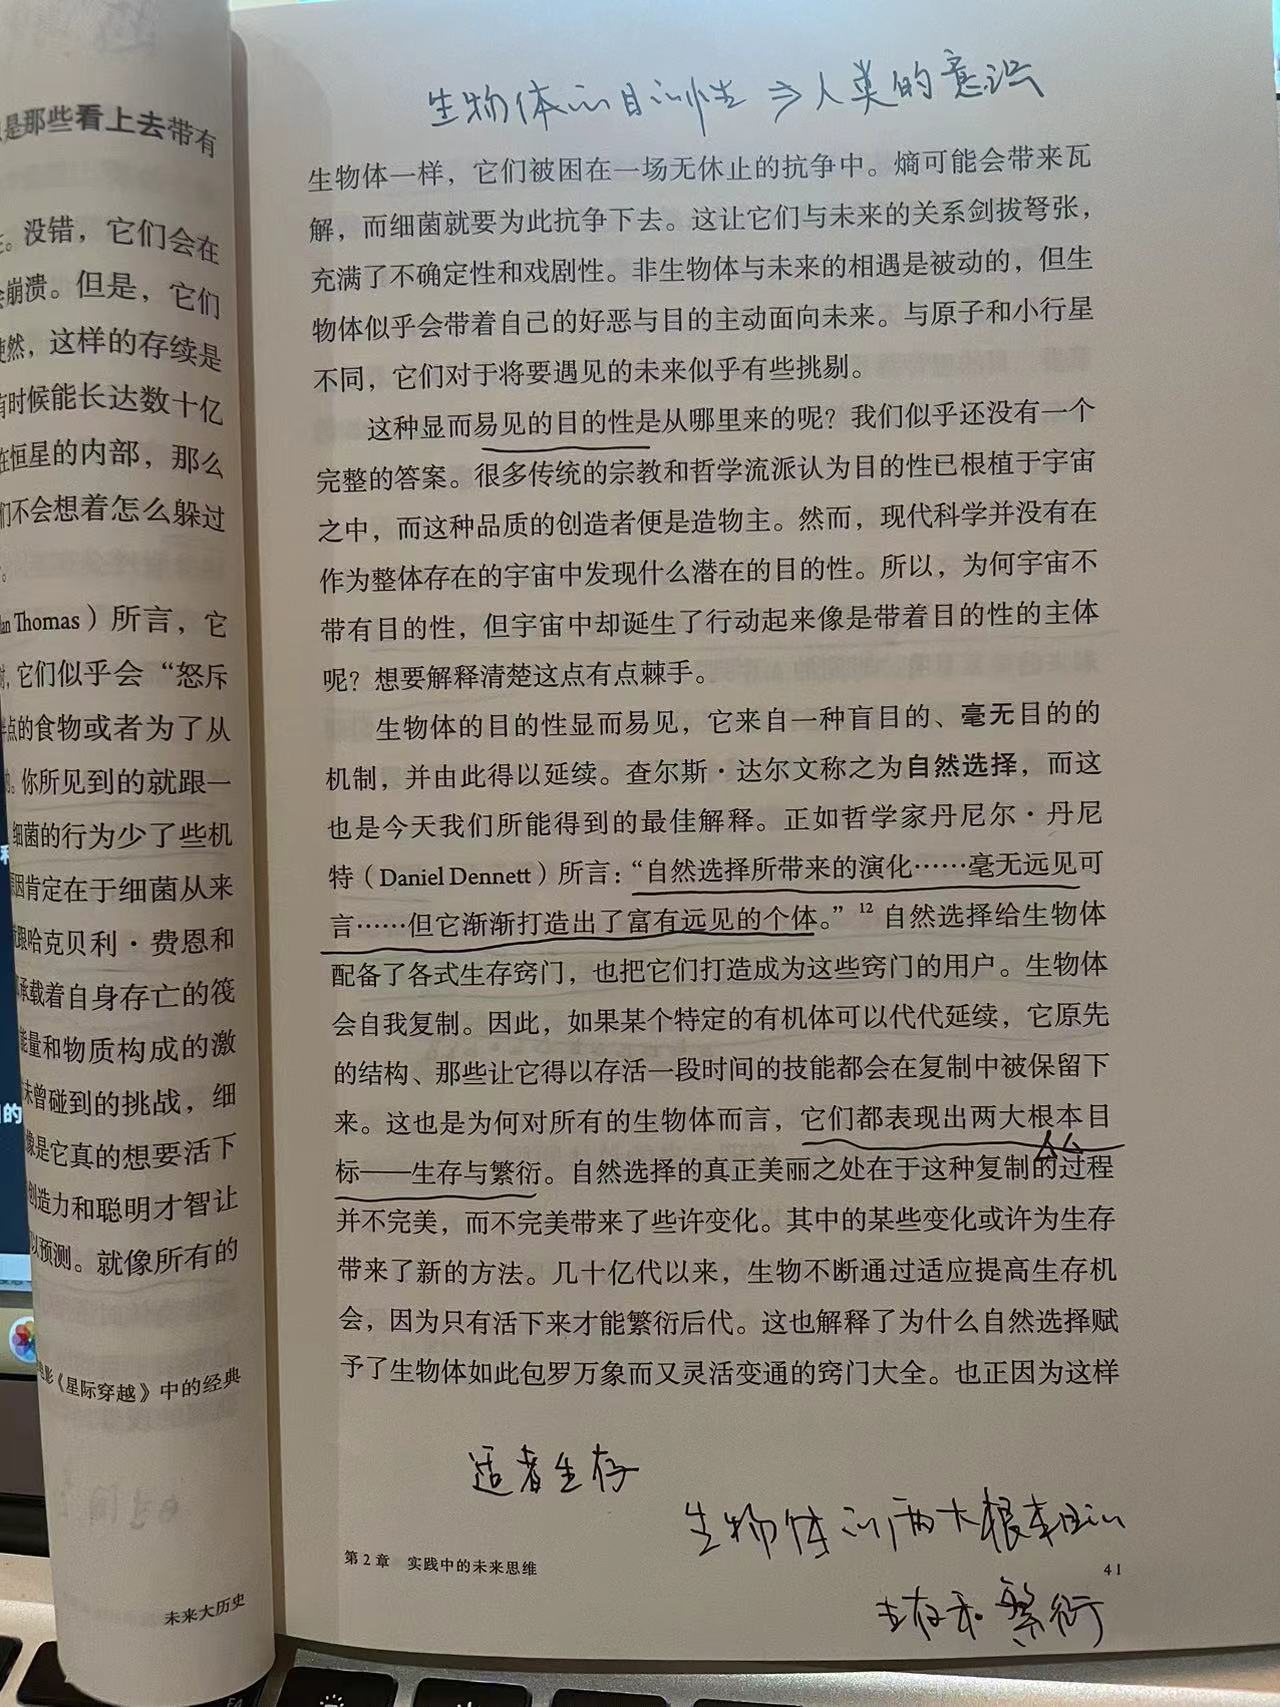 是那些看上去带有
没错，它们会在
崩溃。但是，它们
然，这样的存续是
有时候能长达数十亿
在恒星的内部，那么
们不会想着怎么躲过
Thomas）所言，它
它们似乎会“怒斥
点的食物或者为了从
你所见到的就跟一
细菌的行为少了些机
因肯定在于细菌从来
跟哈克贝利·费恩和
承载着自身存亡的筏
能量和物质构成的激
未曾碰到的挑战，细
像是它真的想要活下
创造力和聪明才智让
以预测。就像所有的
《星际穿越》中的经典
未来大历史
生物体的目的性⇒人类的意识
生物体一样，它们被困在一场无休止的抗争中。熵可能会带来瓦
解，而细菌就要为此抗争下去。这让它们与未来的关系剑拔弩张，
充满了不确定性和戏剧性。非生物体与未来的相遇是被动的，但生
物体似乎会带着自己的好恶与目的主动面向未来。与原子和小行星
不同，它们对于将要遇见的未来似乎有些挑剔。
这种显而易见的目的性是从哪里来的呢？我们似乎还没有一个
完整的答案。很多传统的宗教和哲学流派认为目的性已根植于宇宙
之中，而这种品质的创造者便是造物主。然而，现代科学并没有在
作为整体存在的宇宙中发现什么潜在的目的性。所以，为何宇宙不
带有目的性，但宇宙中却诞生了行动起来像是带着目的性的主体
呢？想要解释清楚这点有点棘手。
生物体的目的性显而易见，它来自一种盲目的、毫无目的的
机制，并由此得以延续。查尔斯·达尔文称之为自然选择，而这
也是今天我们所能得到的最佳解释。正如哲学家丹尼尔·丹尼
特（Daniel Dennett）所言：“自然选择所带来的演化……毫无远见可
言……但它渐渐打造出了富有远见的个体。”12 自然选择给生物体
配备了各式生存窍门，也把它们打造成为这些窍门的用户。生物体
会自我复制。因此，如果某个特定的有机体可以代代延续，它原先
的结构、那些让它得以存活一段时间的技能都会在复制中被保留下
来。这也是为何对所有的生物体而言，它们都表现出两大根本目
标——生存与繁衍。自然选择的真正美丽之处在于这种复制的过程
并不完美，而不完美带来了些许变化。其中的某些变化或许为生存
带来了新的方法。几十亿代以来，生物不断通过适应提高生存机
会，因为只有活下来才能繁衍后代。这也解释了为什么自然选择赋
予了生物体如此包罗万象而又灵活变通的窍门大全。也正因为这样
适者生存
生物体的两大根本目的
生存和繁衍
第2章 实践中的未来思维
41